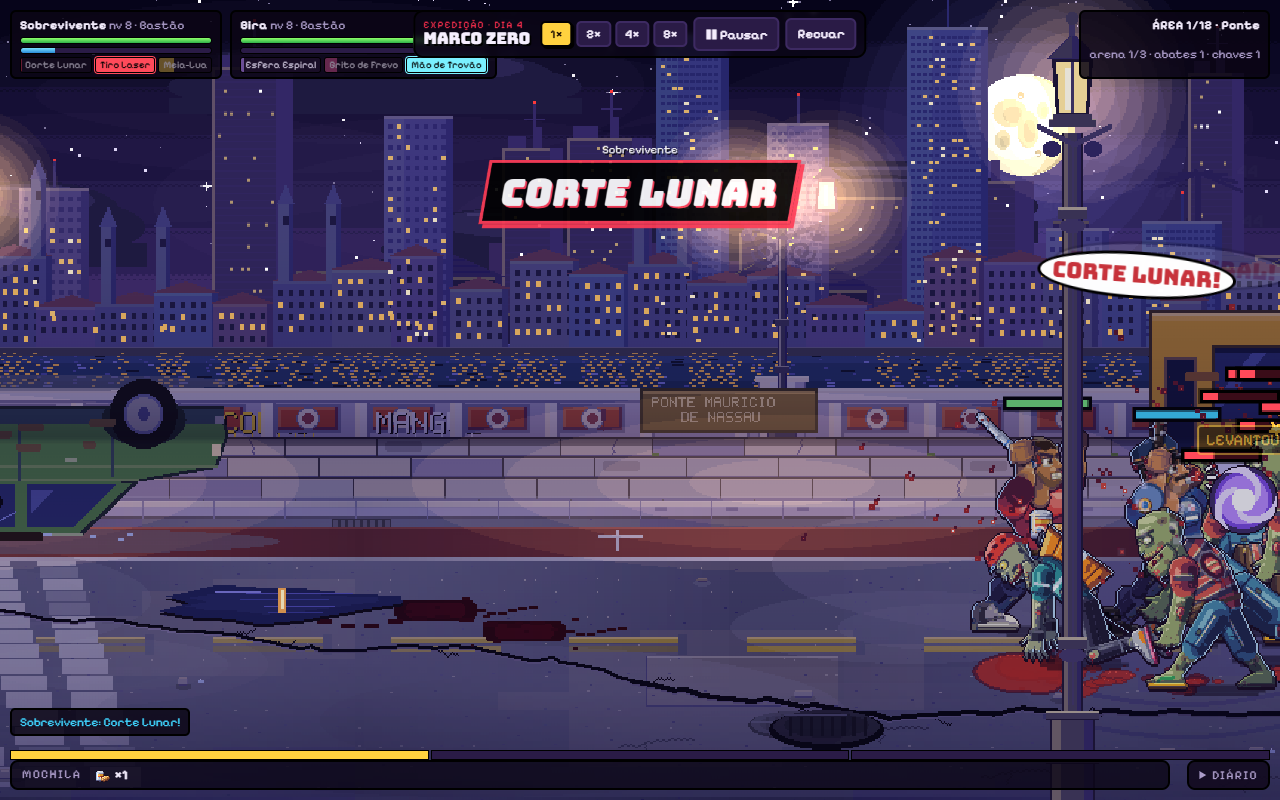 Sobrevivente nv 8 · Bastão
Corte Lunar Tiro Laser Meia-Lua
Gira nv 8 · Bastão
Esfera Espiral Grito de Frevo Mão de Trovão
EXPEDIÇÃO · DIA 4
MARCO ZERO
1× 2× 4× 8× Pausar Recuar
ÁREA 1/18 · Ponte
arena 1/3 · abates 1 · chaves 1
Sobrevivente
CORTE LUNAR
CORTE LUNAR!
PONTE MAURICIO
DE NASSAU
MANG
LEVANTOU
Sobrevivente: Corte Lunar!
MOCHILA ×1
DIÁRIO